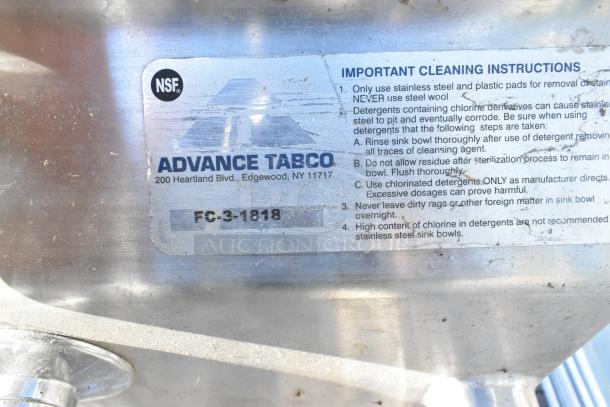 NSF®
ADVANCE TABCO
200 Heartland Blvd., Edgewood, NY 11717
FC-3-1818
IMPORTANT CLEANING INSTRUCTIONS
1. Only use stainless steel and plastic pads for removal of stain
NEVER use steel wool
2. Detergents containing chlorine derivatives can cause stainle
steel to pit and eventually corrode. Be sure when using
detergents that the following steps are taken:
A. Rinse sink bowl thoroughly after use of detergent removin
all traces of cleansing agent.
B. Do not allow residue after sterilization process to remain in
bowl. Flush thoroughly.
C. Use chlorinated detergents ONLY as manufacturer directs.
Excessive dosages can prove harmful.
3. Never leave dirty rags or other foreign matter in sink bowl
overnight.
4. High content of chlorine in detergents are not recommended
stainless steel sink bowls.
AUCTION GROUP